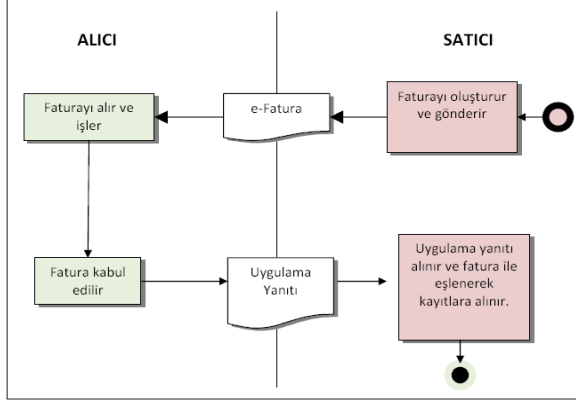 ALICI
SATICI
Faturayı alır ve
işler
e-Fatura
Faturayı oluşturur
ve gönderir
Fatura kabul
edilir
Uygulama
Yanıtı
Uygulama yanıtı
alınır ve fatura ile
eşlenerek
kayıtlara alınır.